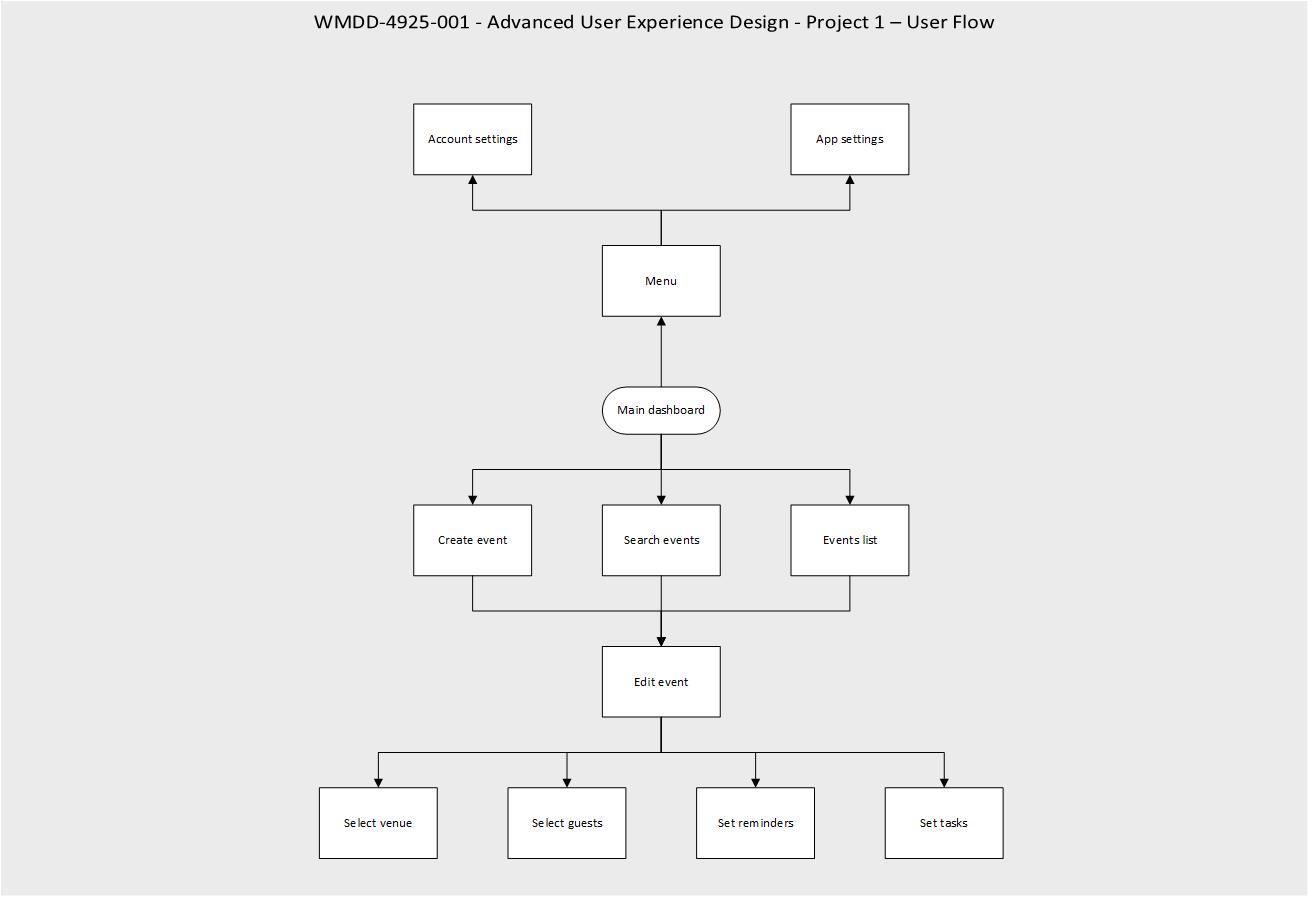 WMDD-4925-001 - Advanced User Experience Design - Project 1 – User Flow
Account settings
App settings
Menu
Main dashboard
Create event
Search events
Events list
Edit event
Select venue
Select guests
Set reminders
Set tasks